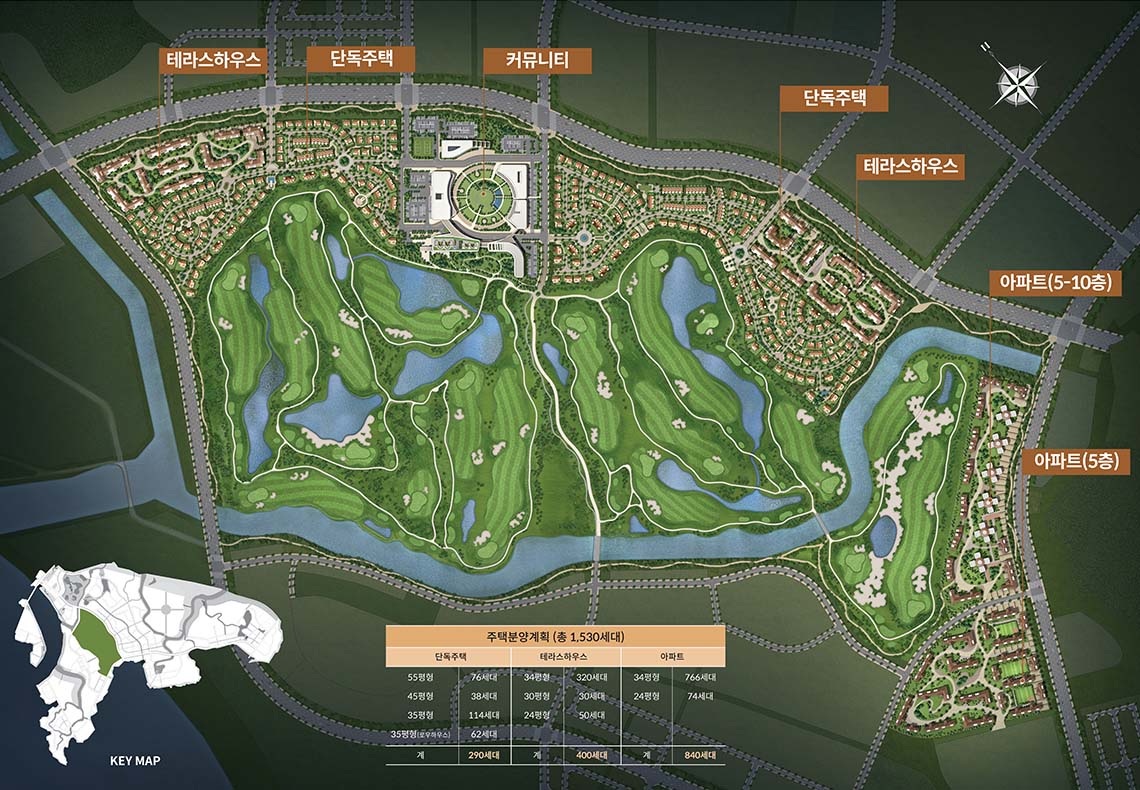 테라스하우스
단독주택
커뮤니티
단독주택
테라스하우스
아파트(5-10층)
아파트(5층)
주택분양계획 (총 1,530세대)
단독주택 테라스하우스 아파트
55평형 76세대 34평형 320세대 34평형 766세대
45평형 38세대 30평형 30세대 24평형 74세대
35평형 114세대 24평형 50세대
35평형(로우하우스) 62세대
계 290세대 계 400세대 계 840세대
KEY MAP